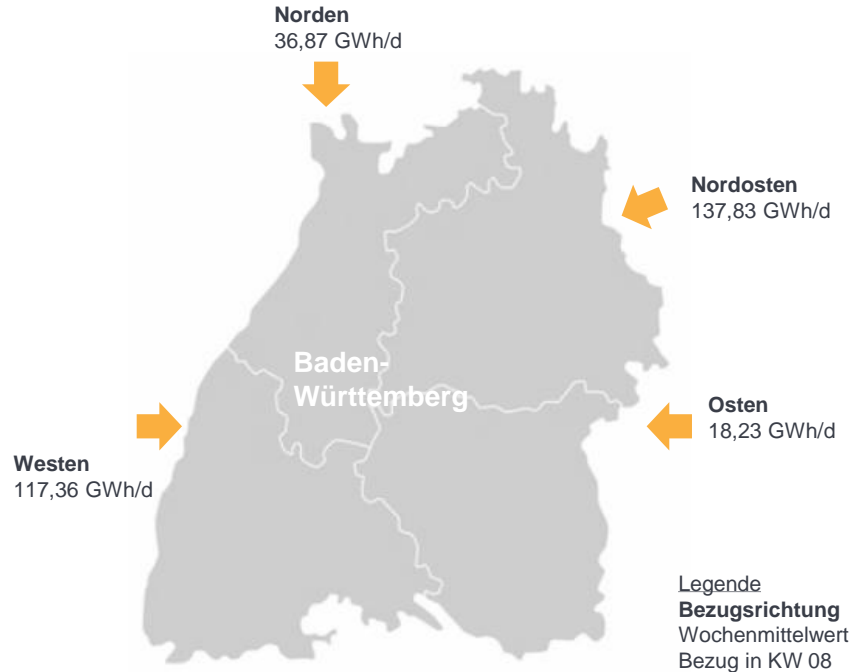 Norden
36,87 GWh/d
Nordosten
137,83 GWh/d
Baden-
Württemberg
Osten
18,23 GWh/d
Westen
117,36 GWh/d
Legende
Bezugsrichtung
Wochenmittelwert
Bezug in KW 08